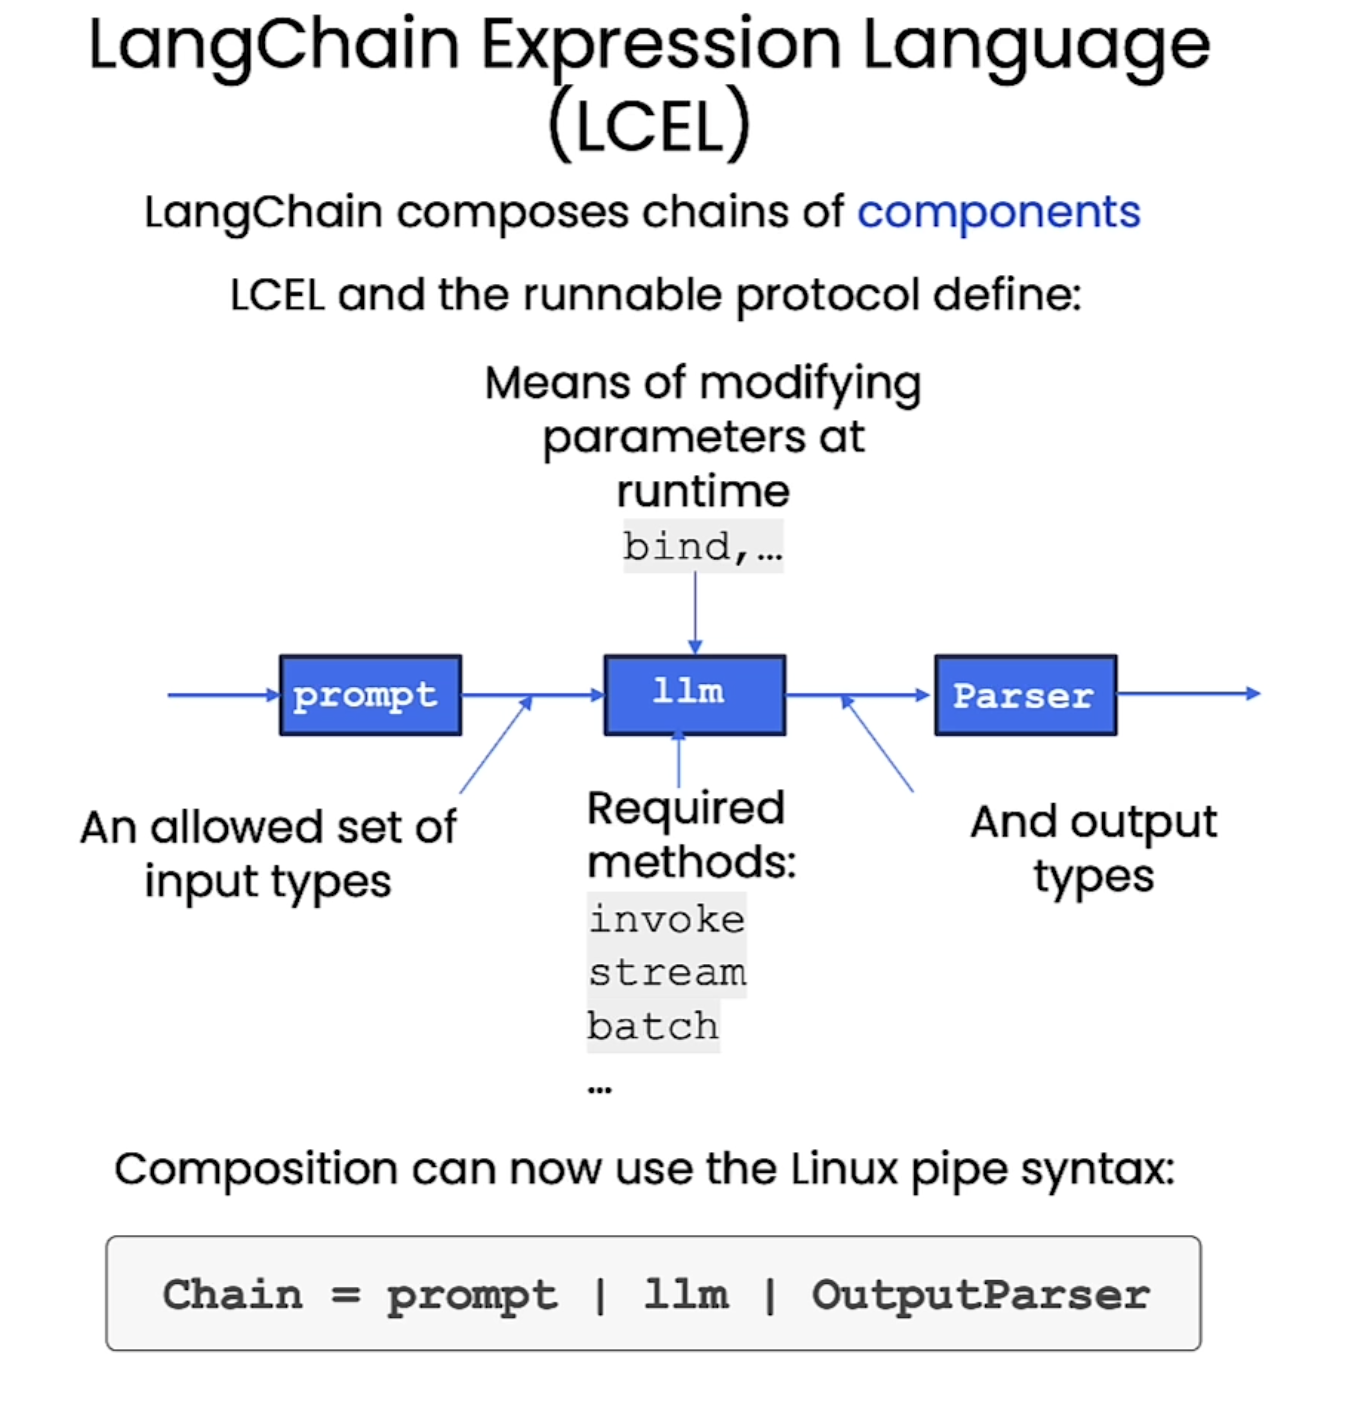 LangChain Expression Language
(LCEL)
LangChain composes chains of components
LCEL and the runnable protocol define:
Means of modifying
parameters at
runtime
bind,…
prompt
llm
Parser
An allowed set of
input types
Required
methods:
invoke
stream
batch
…
And output
types
Composition can now use the Linux pipe syntax:
Chain = prompt | llm | OutputParser